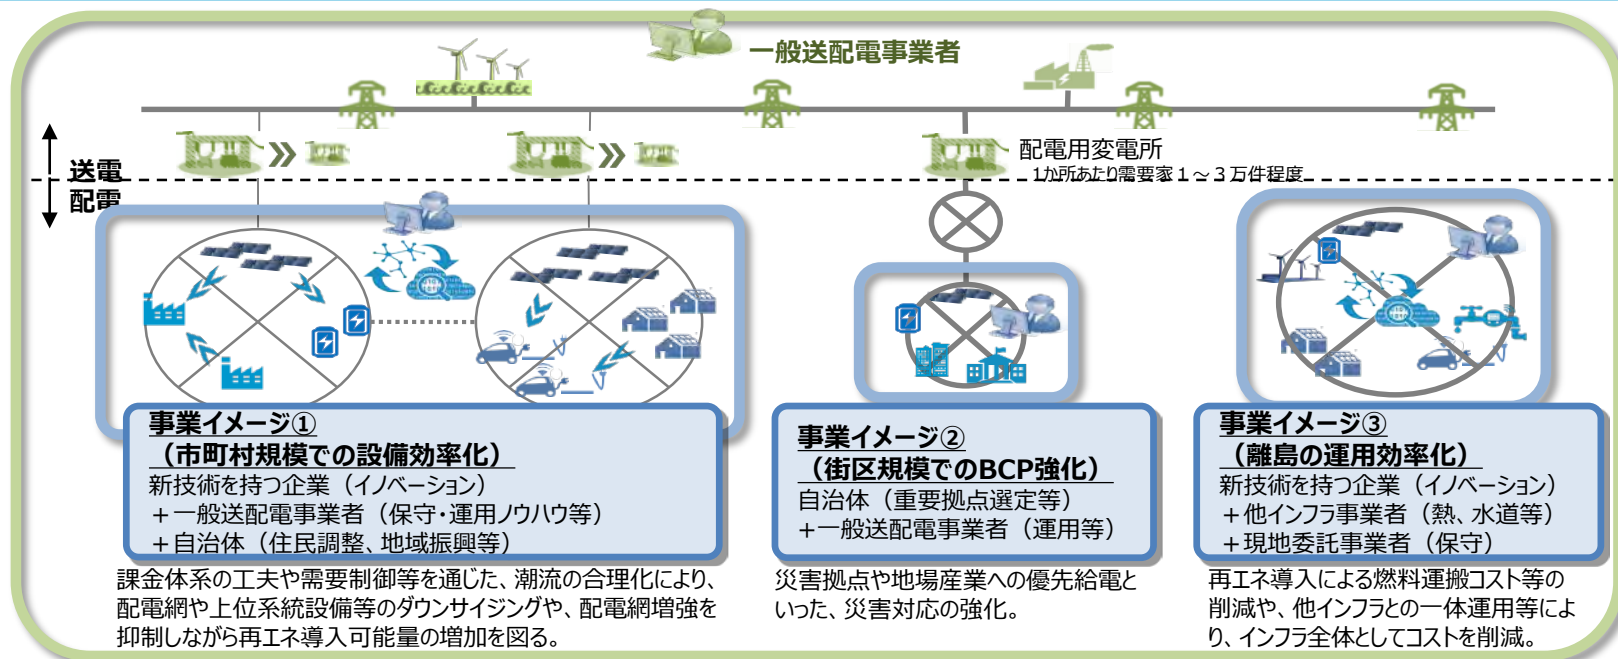 一般送配電事業者
送電
配電
配電用変電所
1か所あたり需要家1～3万件程度
事業イメージ①
（市町村規模での設備効率化）
新技術を持つ企業（イノベーション）
＋一般送配電事業者（保守・運用ノウハウ等）
＋自治体（住民調整、地域振興等）
課金体系の工夫や需要制御等を通じた、潮流の合理化により、
配電網や上位系統設備等のダウンサイジングや、配電網増強を
抑制しながら再エネ導入可能量の増加を図る。
事業イメージ②
（街区規模でのBCP強化）
自治体（重要拠点選定等）
＋一般送配電事業者（運用等）
災害拠点や地場産業への優先給電と
いった、災害対応の強化。
事業イメージ③
（離島の運用効率化）
新技術を持つ企業（イノベーション）
＋他インフラ事業者（熱、水道等）
＋現地委託事業者（保守）
再エネ導入による燃料運搬コスト等の
削減や、他インフラとの一体運用等によ
り、インフラ全体としてコストを削減。